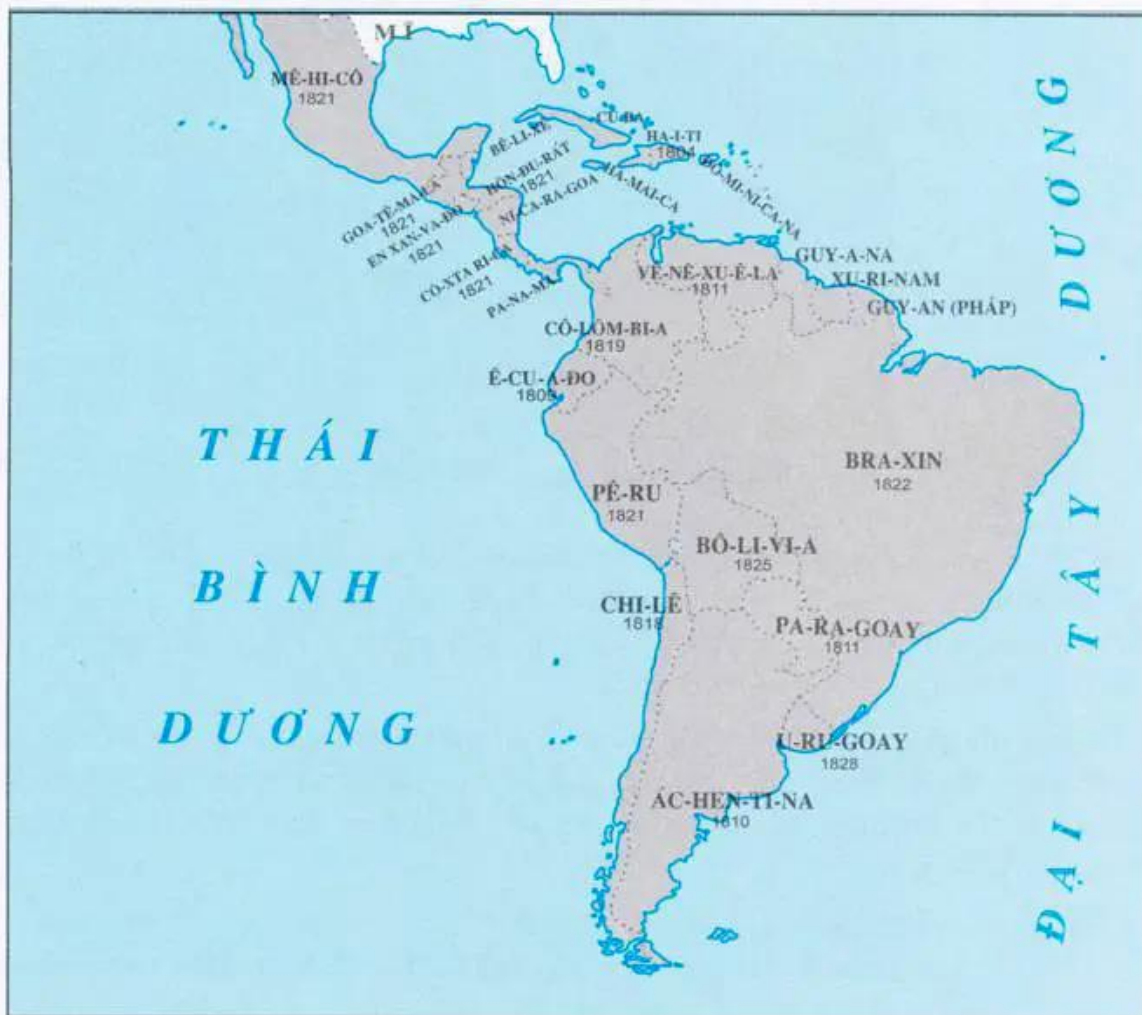 MĨ
MÊ-HI-CÔ
1821
CU-BA
HA-I-TI
1804
BÊ-LI-XÊ
HÔN-ĐU-RÁT
1821
NI-CA-RA-GOA
HA-MAI-CA
ĐÔ-MI-NI-CA-NA
GOA-TÊ-MA-LA
1821
EN XAN-VA-ĐO
1821
CÔ-XTA RI-CA
1821
PA-NA-MA
VÊ-NÊ-XU-Ê-LA
1811
GUY-A-NA
XU-RI-NAM
GUY-AN (PHÁP)
CÔ-LÔM-BI-A
1819
Ê-CU-A-ĐO
1809
BRA-XIN
1822
PÊ-RU
1821
BÔ-LI-VI-A
1825
CHI-LÊ
1818
PA-RA-GOAY
1811
U-RU-GOAY
1828
ÁC-HEN-TI-NA
1810
THÁI
BÌNH
DƯƠNG
ĐẠI TÂY DƯƠNG